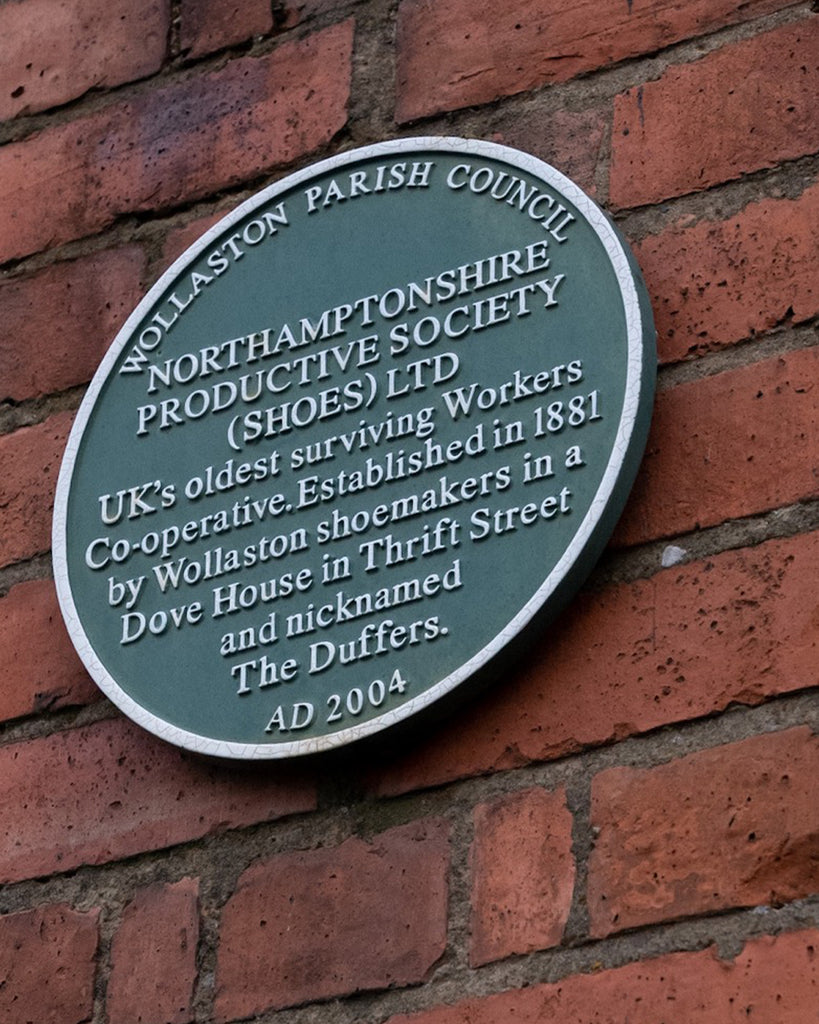 WOLLASTON PARISH COUNCIL
NORTHAMPTONSHIRE
PRODUCTIVE SOCIETY
(SHOES) LTD
UK's oldest surviving Workers
Co-operative. Established in 1881
by Wollaston shoemakers in a
Dove House in Thrift Street
and nicknamed
The Duffers.
AD 2004